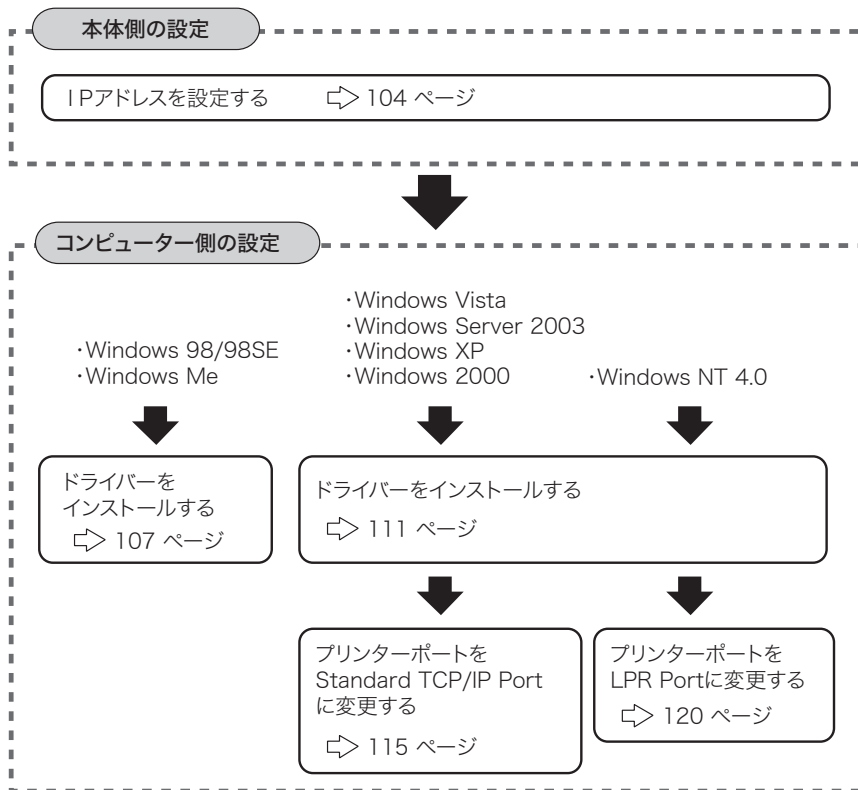 本体側の設定
IPアドレスを設定する ⇨ 104 ページ
コンピューター側の設定
・Windows 98/98SE
・Windows Me
・Windows Vista
・Windows Server 2003
・Windows XP
・Windows 2000
・Windows NT 4.0
ドライバーを
インストールする
⇨ 107 ページ
ドライバーをインストールする
⇨ 111 ページ
プリンターポートを
Standard TCP/IP Port
に変更する
⇨ 115 ページ
プリンターポートを
LPR Portに変更する
⇨ 120 ページ